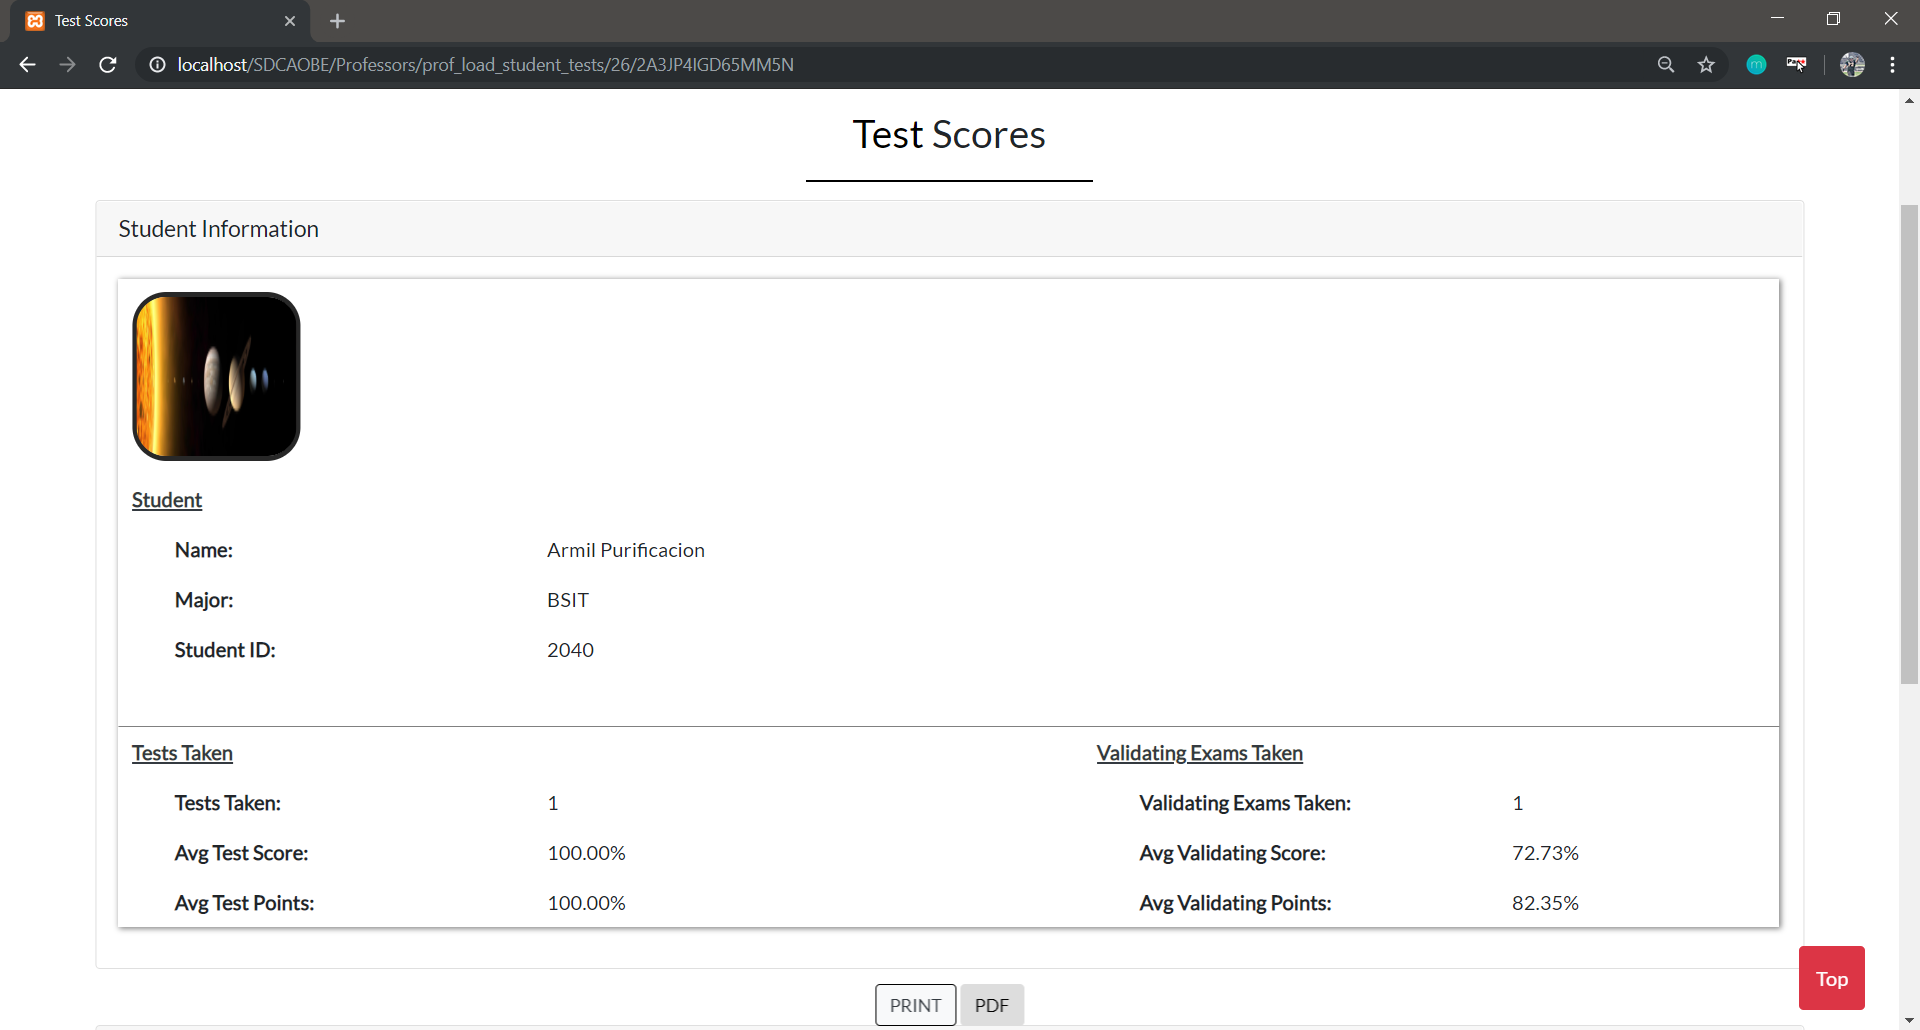 Test Scores
localhost/SDCAOBE/Professors/prof_load_student_tests/26/2A3JP4IGD65MM5N
Test Scores
Student Information
Student
Name: Armil Purificacion
Major: BSIT
Student ID: 2040
Tests Taken Validating Exams Taken
Tests Taken: 1 Validating Exams Taken: 1
Avg Test Score: 100.00% Avg Validating Score: 72.73%
Avg Test Points: 100.00% Avg Validating Points: 82.35%
Top
PRINT PDF